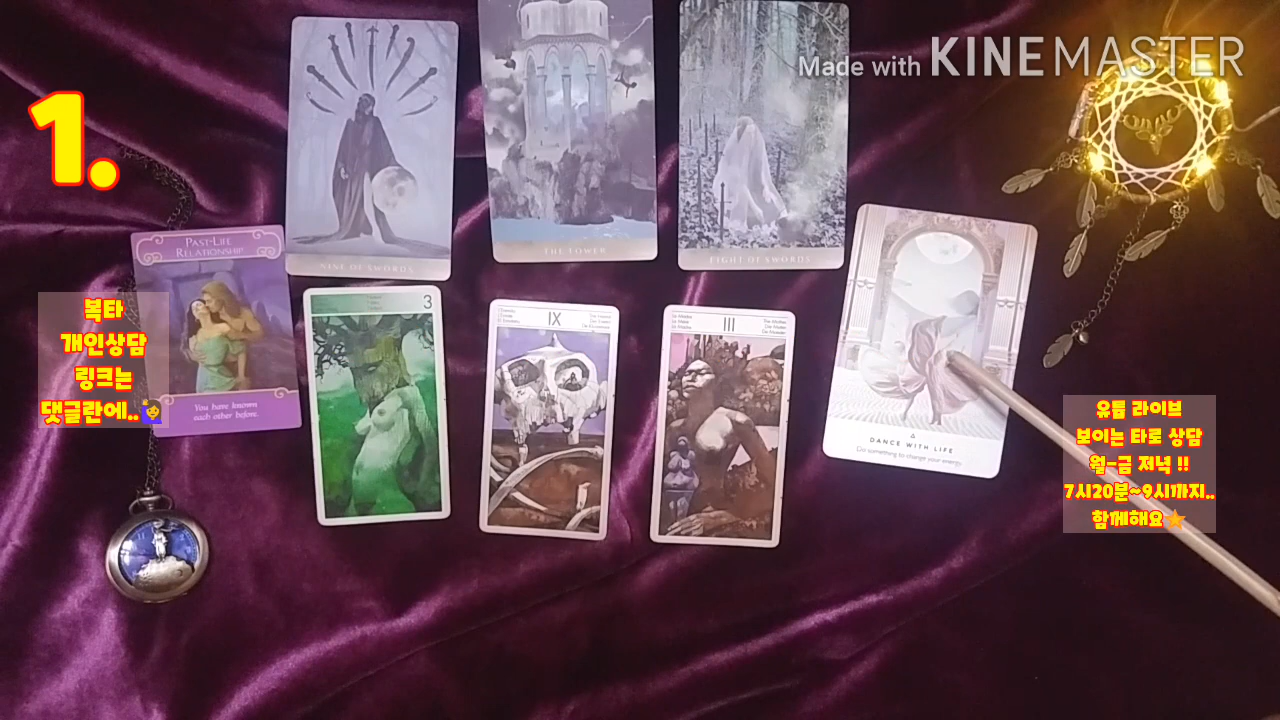 Made with KINEMASTER
1.
NINE OF SWORDS
THE TOWER
EIGHT OF SWORDS
PAST-LIFE
RELATIONSHIP
You have known
each other before.
복타
개인상담
링크는
댓글란에..🙋‍♀️
3
IX
III
DANCE WITH LIFE
Use something to change your energy.
유튭 라이브
보이는 타로 상담
월-금 저녁 !!
7시20분~9시까지..
함께해요⭐